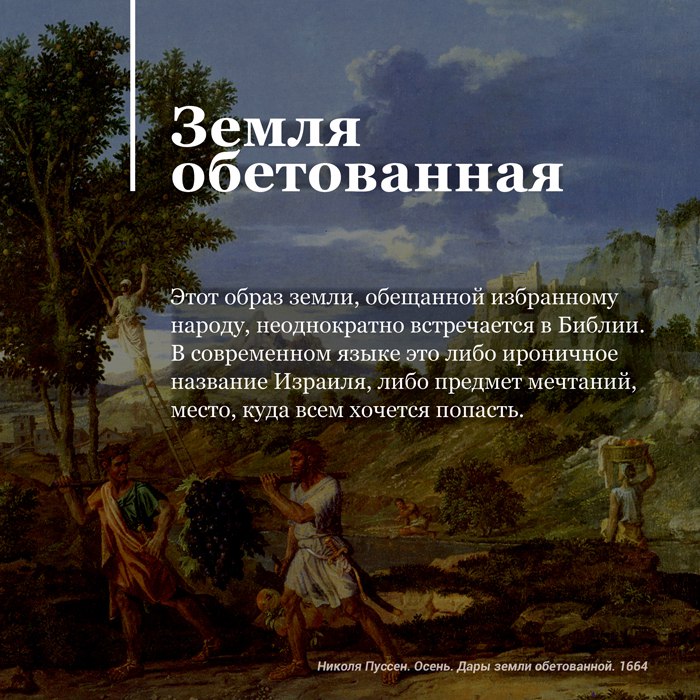 Земля
обетованная
Этот образ земли, обещанной избранному
народу, неоднократно встречается в Библии.
В современном языке это либо ироничное
название Израиля, либо предмет мечтаний,
место, куда всем хочется попасть.
Николя Пуссен. Осень. Дары земли обетованной. 1664